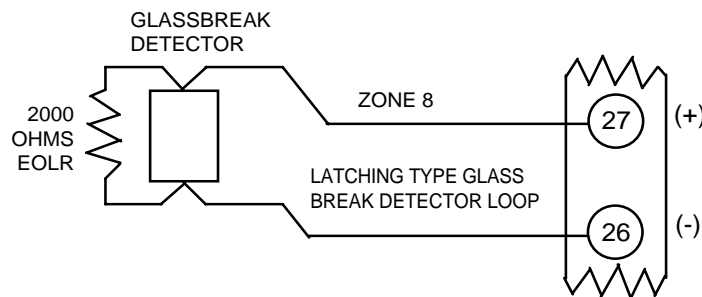 GLASSBREAK
DETECTOR
2000
OHMS
EOLR
ZONE 8
27
(+)
LATCHING TYPE GLASS
BREAK DETECTOR LOOP
26
(-)